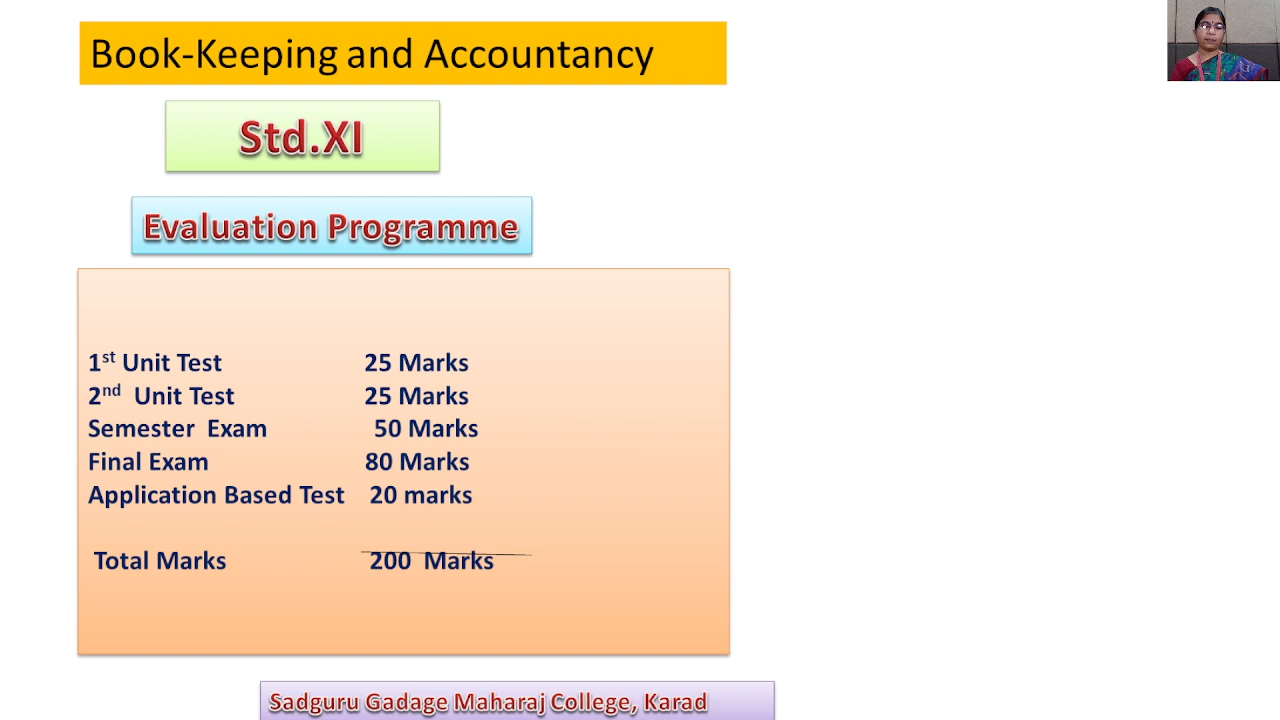 Book-Keeping and Accountancy
Std.XI
Evaluation Programme
1st Unit Test 25 Marks
2nd Unit Test 25 Marks
Semester Exam 50 Marks
Final Exam 80 Marks
Application Based Test 20 marks
Total Marks 200 Marks
Sadguru Gadage Maharaj College, Karad